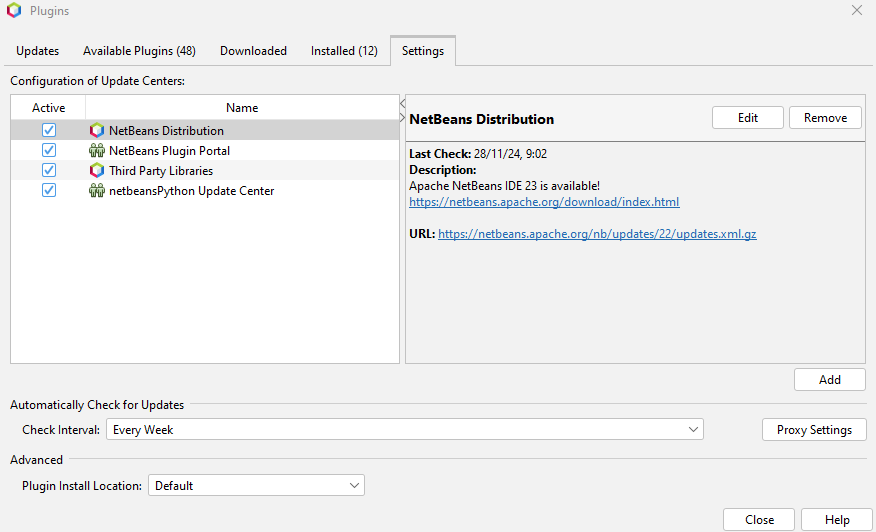 Plugins
Updates
Available Plugins (48)
Downloaded
Installed (12)
Settings
Configuration of Update Centers:
Active
Name
NetBeans Distribution
NetBeans Plugin Portal
Third Party Libraries
netbeansPython Update Center
NetBeans Distribution
Edit
Remove
Last Check: 28/11/24, 9:02
Description:
Apache NetBeans IDE 23 is available!
https://netbeans.apache.org/download/index.html
URL: https://netbeans.apache.org/nb/updates/22/updates.xml.gz
Add
Automatically Check for Updates
Check Interval: Every Week
Proxy Settings
Advanced
Plugin Install Location: Default
Close
Help